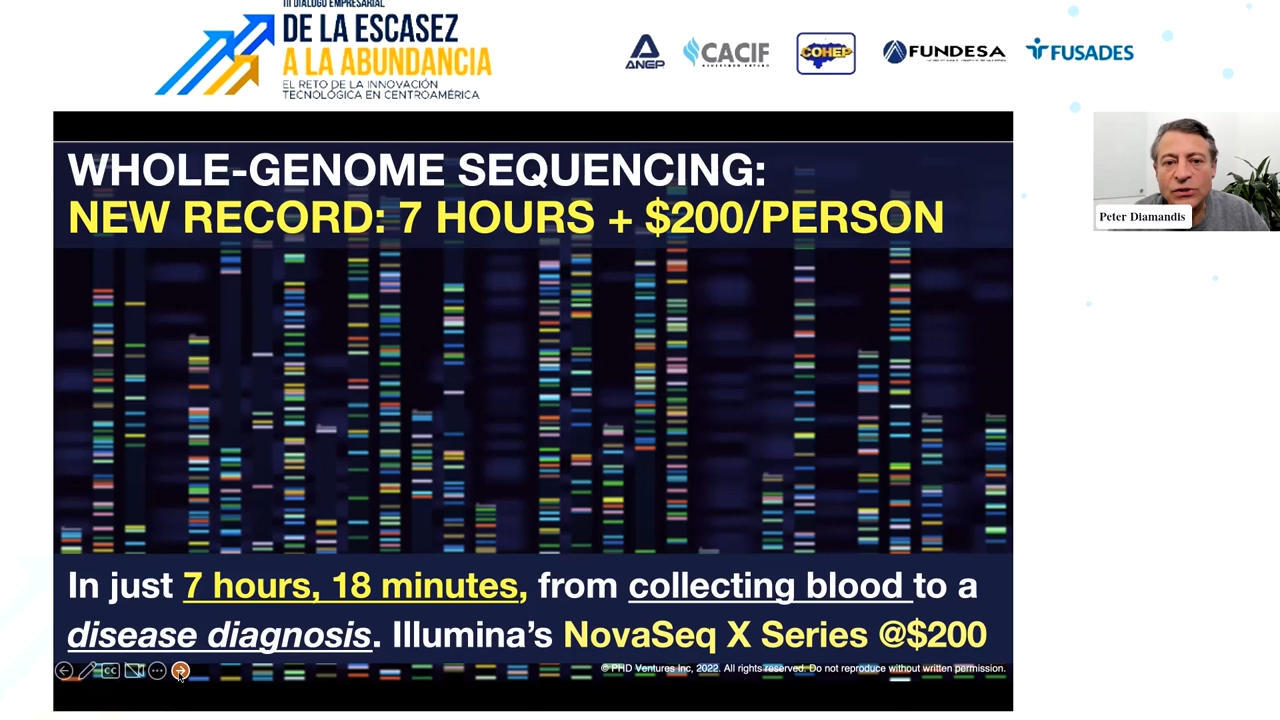 III DIÁLOGO EMPRESARIAL
DE LA ESCASEZ
A LA ABUNDANCIA
EL RETO DE LA INNOVACIÓN
TECNOLÓGICA EN CENTROAMÉRICA
ANEP
CACIF
COHEP
FUNDESA
FUSADES
WHOLE-GENOME SEQUENCING:
NEW RECORD: 7 HOURS + $200/PERSON
Peter Diamandis
In just 7 hours, 18 minutes, from collecting blood to a
disease diagnosis. Illumina’s NovaSeq X Series @$200
CC
© PHD Ventures Inc, 2022. All rights reserved. Do not reproduce without written permission.